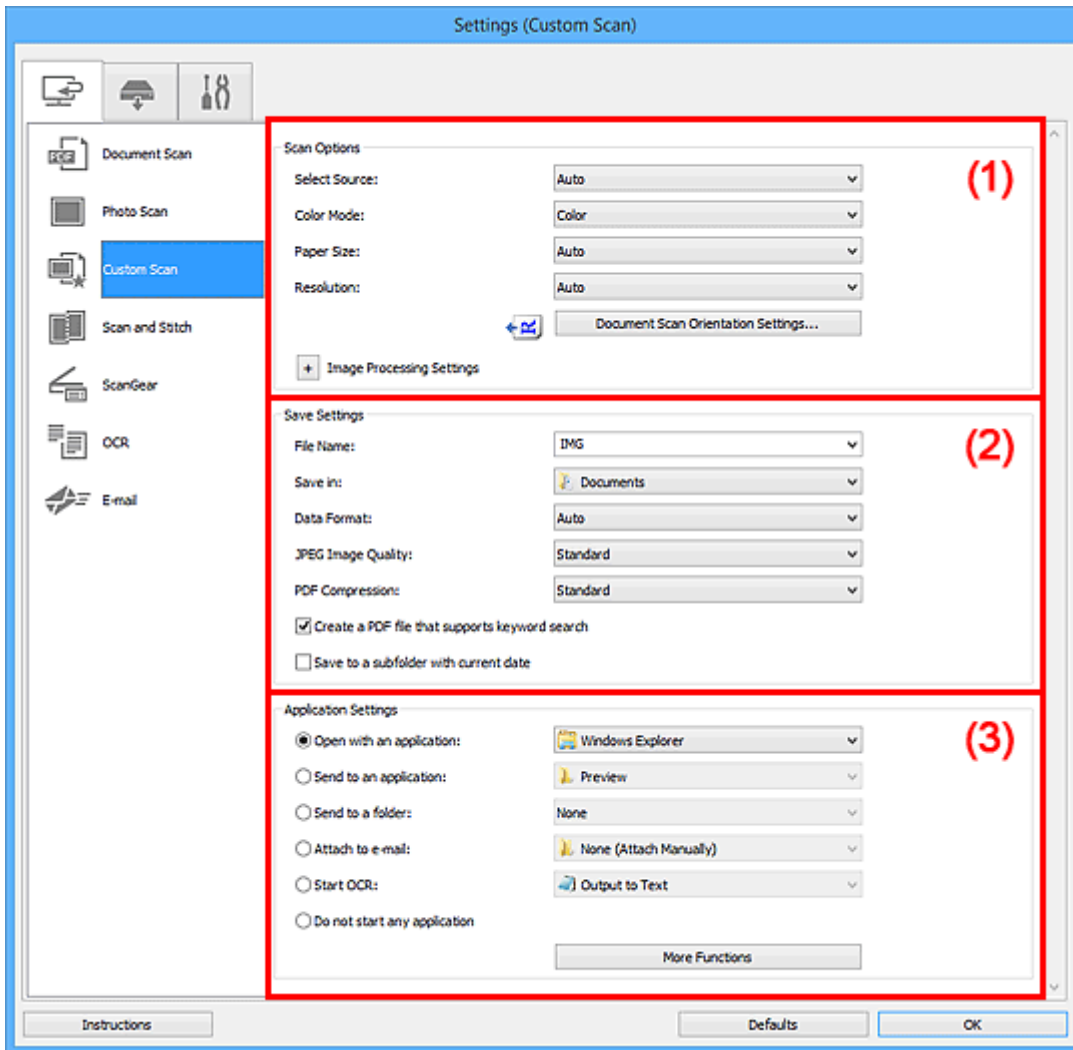 Settings (Custom Scan)
Document Scan
Photo Scan
Custom Scan
Scan and Stitch
ScanGear
OCR
E-mail
Scan Options
(1)
Select Source: Auto
Color Mode: Color
Paper Size: Auto
Resolution: Auto
R Document Scan Orientation Settings...
+ Image Processing Settings
Save Settings
(2)
File Name: IMG
Save in: Documents
Data Format: Auto
JPEG Image Quality: Standard
PDF Compression: Standard
Create a PDF file that supports keyword search
Save to a subfolder with current date
Application Settings
(3)
Open with an application: Windows Explorer
Send to an application: Preview
Send to a folder: None
Attach to e-mail: None (Attach Manually)
Start OCR: Output to Text
Do not start any application
More Functions
Instructions Defaults OK